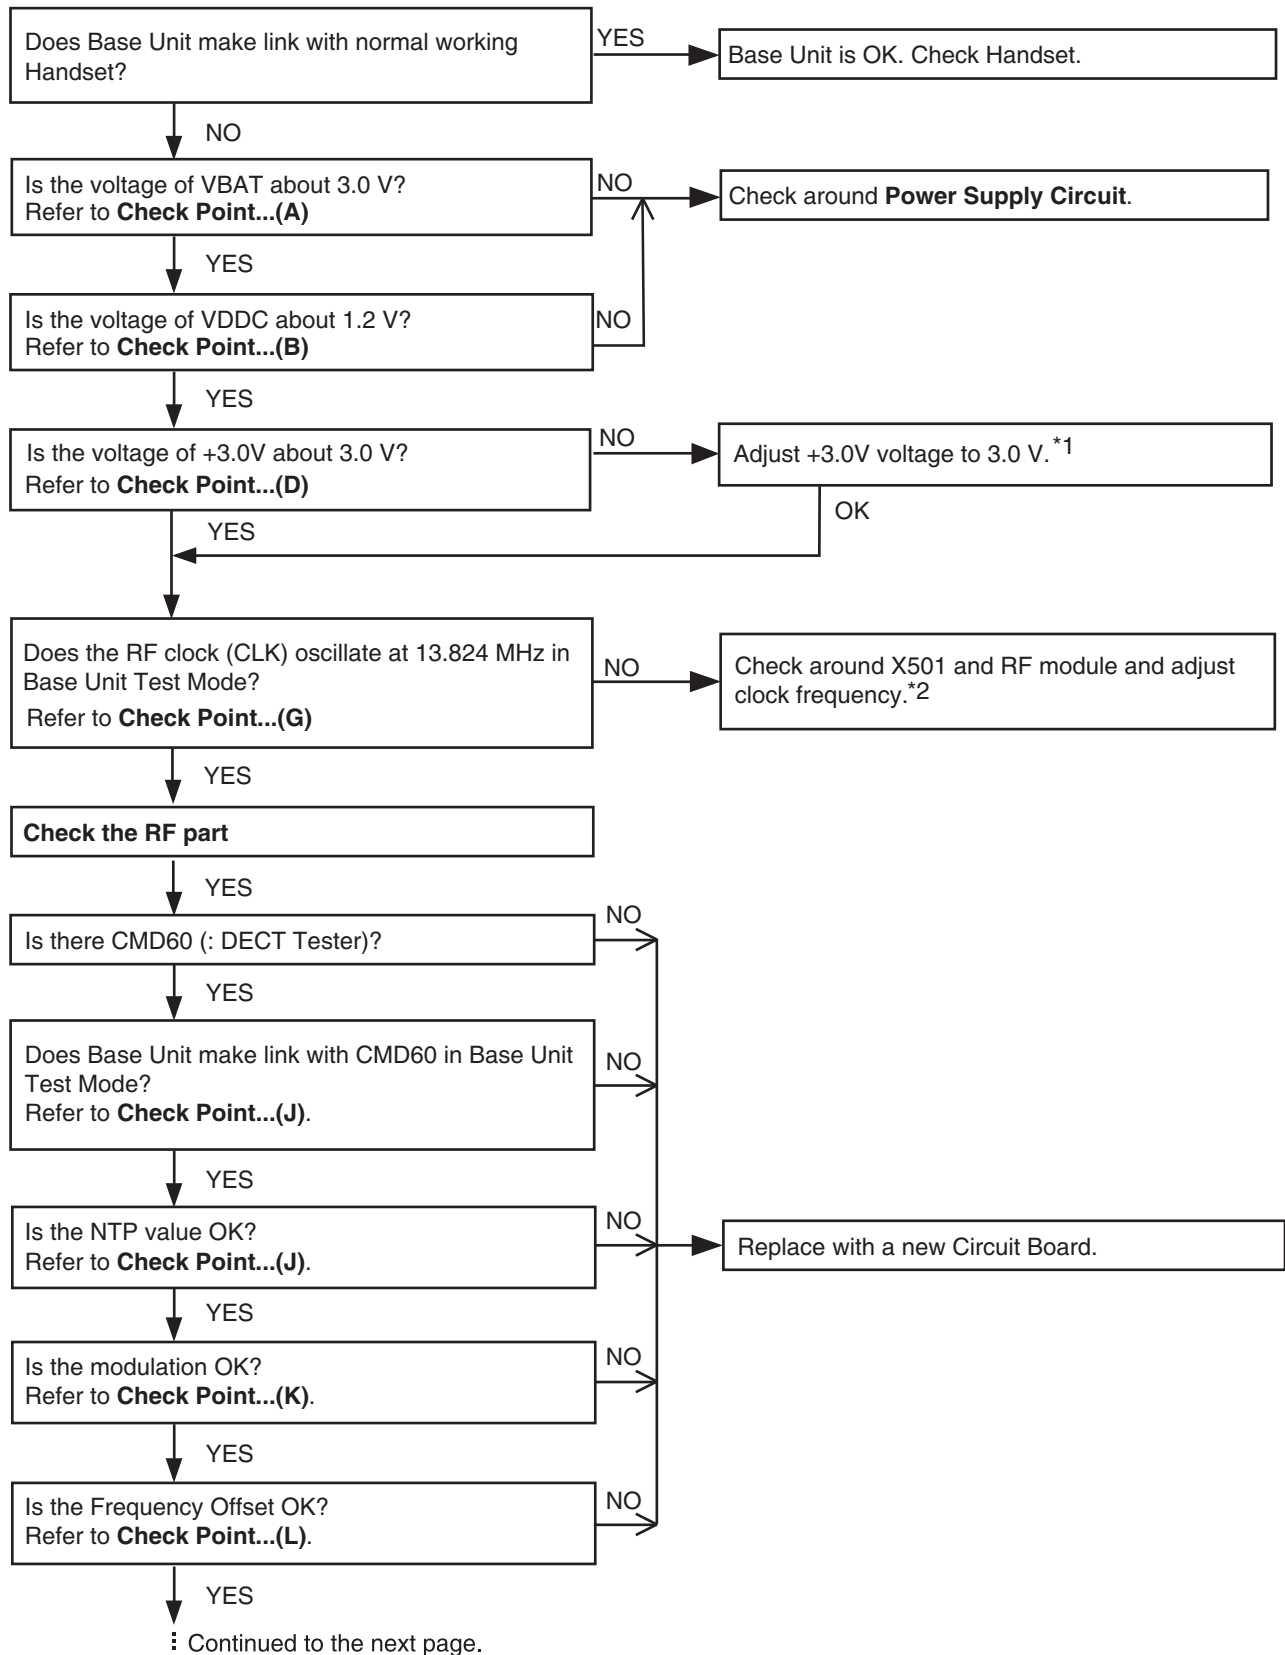 Does Base Unit make link with normal working
Handset?
YES
Base Unit is OK. Check Handset.
NO
Is the voltage of VBAT about 3.0 V?
Refer to Check Point...(A)
NO
Check around Power Supply Circuit.
YES
Is the voltage of VDDC about 1.2 V?
Refer to Check Point...(B)
NO
YES
Is the voltage of +3.0V about 3.0 V?
Refer to Check Point...(D)
NO
Adjust +3.0V voltage to 3.0 V.*1
OK
YES
Does the RF clock (CLK) oscillate at 13.824 MHz in
Base Unit Test Mode?
Refer to Check Point...(G)
NO
Check around X501 and RF module and adjust
clock frequency.*2
YES
Check the RF part
YES
Is there CMD60 (: DECT Tester)?
NO
YES
Does Base Unit make link with CMD60 in Base Unit
Test Mode?
Refer to Check Point...(J).
NO
YES
Is the NTP value OK?
Refer to Check Point...(J).
NO
Replace with a new Circuit Board.
YES
Is the modulation OK?
Refer to Check Point...(K).
NO
YES
Is the Frequency Offset OK?
Refer to Check Point...(L).
NO
YES
Continued to the next page.